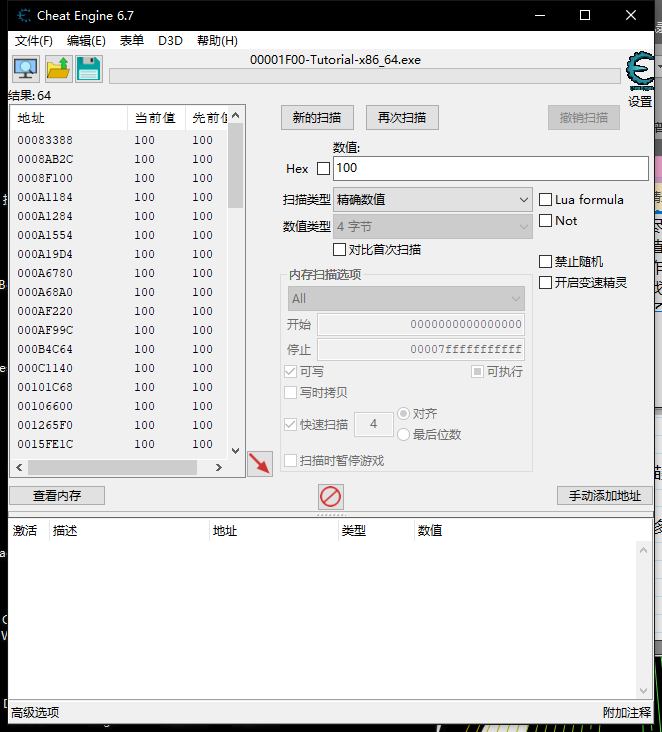 Cheat Engine 6.7
文件(F) 编辑(E) 表单 D3D 帮助(H)
00001F00-Tutorial-x86_64.exe
设置
结果: 64
地址 当前值 先前值
00083388 100 100
0008AB2C 100 100
0008F100 100 100
000A1184 100 100
000A1284 100 100
000A1554 100 100
000A19D4 100 100
000A6780 100 100
000A68A0 100 100
000AF220 100 100
000AF99C 100 100
000B4C64 100 100
000C1140 100 100
00101C68 100 100
00106600 100 100
001265F0 100 100
0015FE1C 100 100
新的扫描 再次扫描 撤销扫描
数值:
Hex 100
扫描类型 精确数值
Lua formula
数值类型 4 字节
Not
对比首次扫描
禁止随机
开启变速精灵
内存扫描选项
All
开始 0000000000000000
停止 00007fffffffffff
可写 可执行
写时拷贝
快速扫描 4 对齐
最后位数
扫描时暂停游戏
查看内存 手动添加地址
激活 描述 地址 类型 数值
高级选项 附加注释